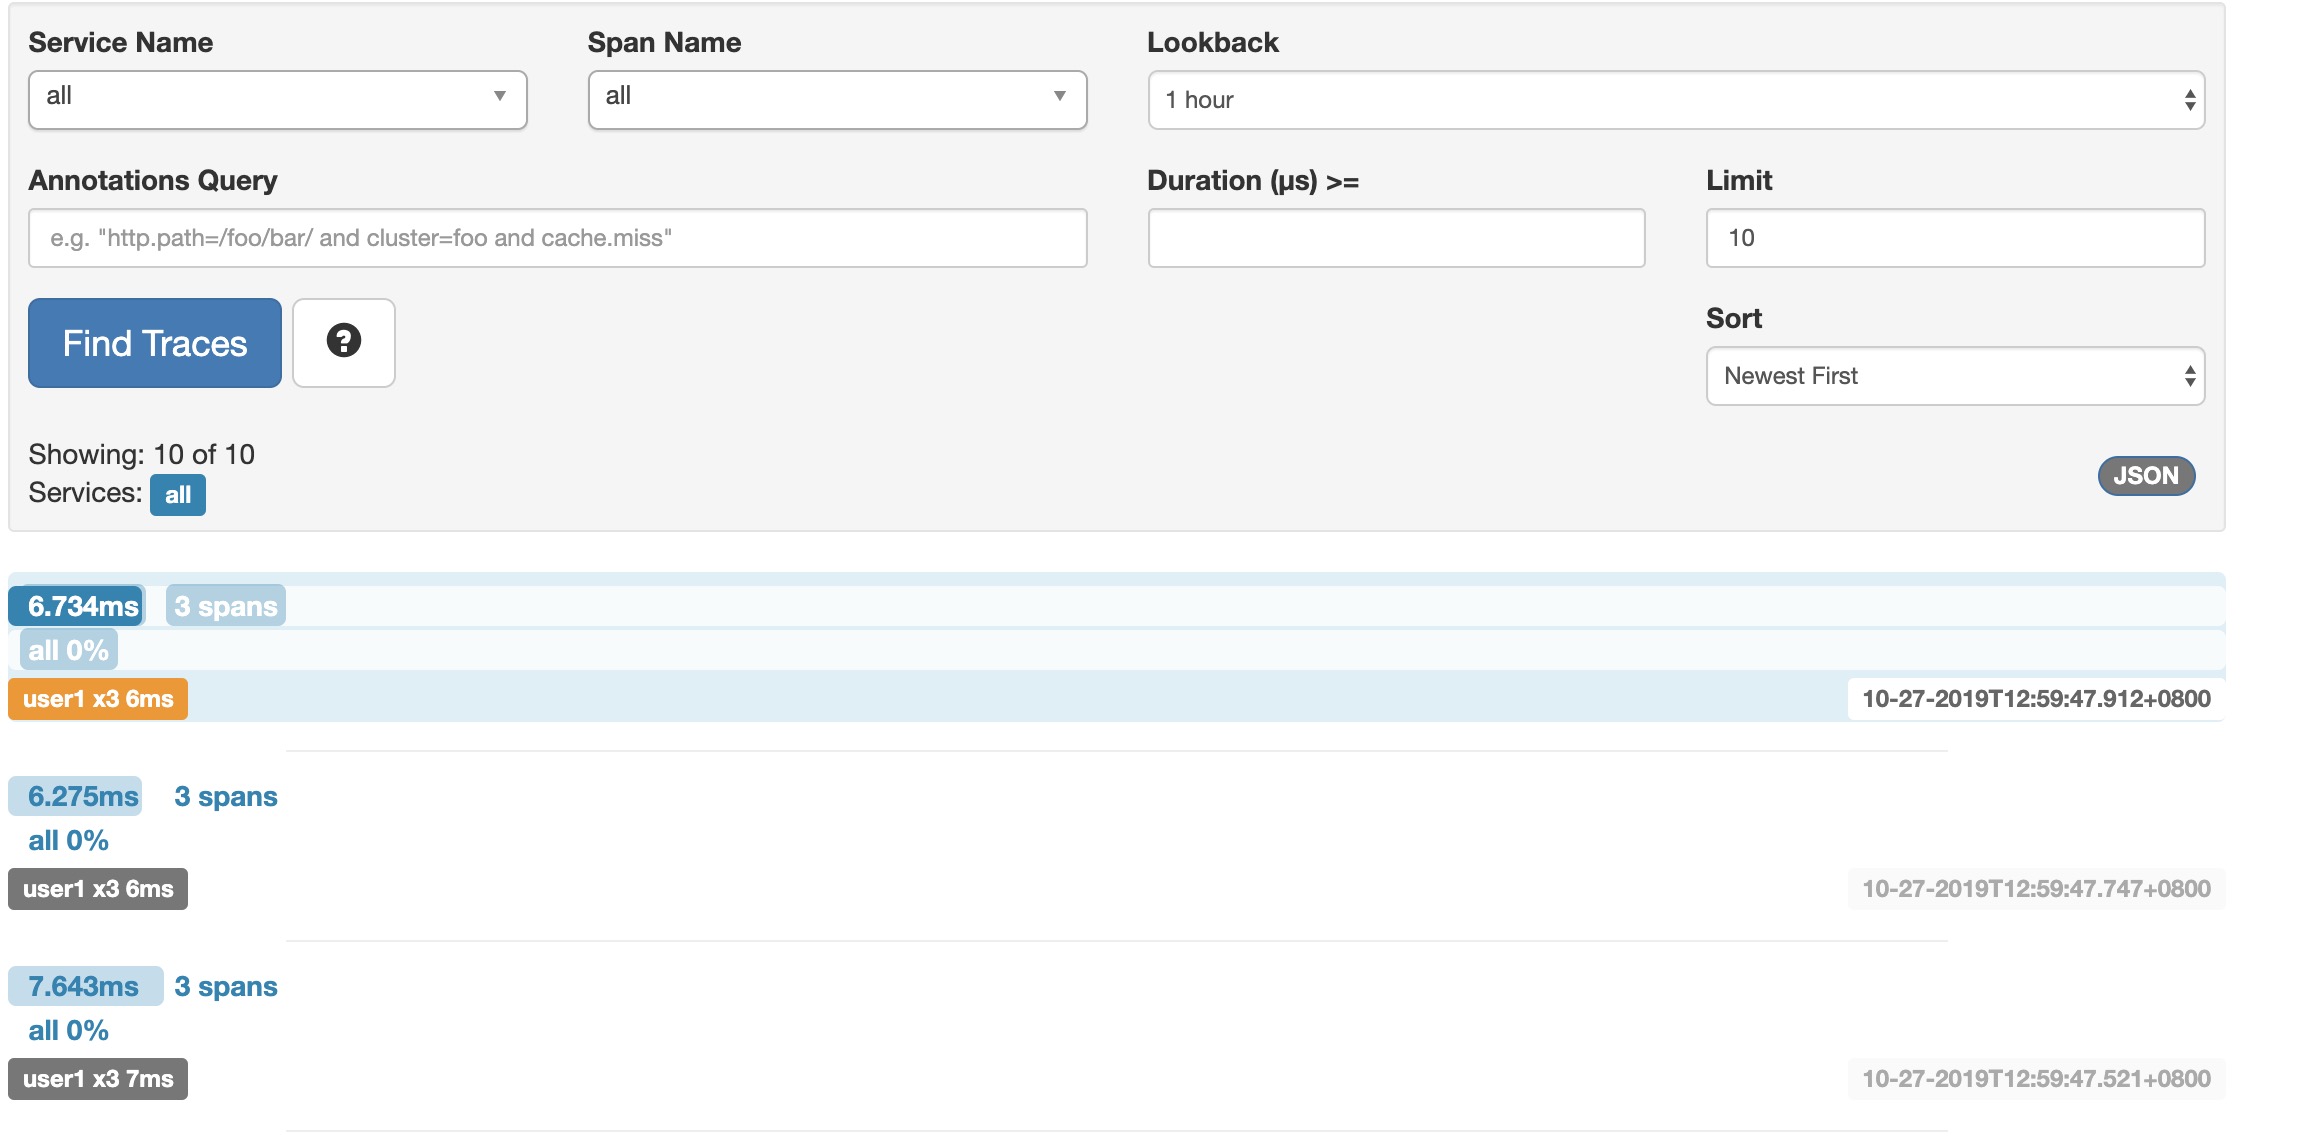 Service Name Span Name Lookback
all all 1 hour
Annotations Query Duration (µs) >= Limit
e.g. "http.path=/foo/bar/ and cluster=foo and cache.miss" 10
Find Traces ? Sort
Newest First
Showing: 10 of 10
Services: all JSON
6.734ms 3 spans
all 0%
user1 x3 6ms 10-27-2019T12:59:47.912+0800
6.275ms 3 spans
all 0%
user1 x3 6ms 10-27-2019T12:59:47.747+0800
7.643ms 3 spans
all 0%
user1 x3 7ms 10-27-2019T12:59:47.521+0800